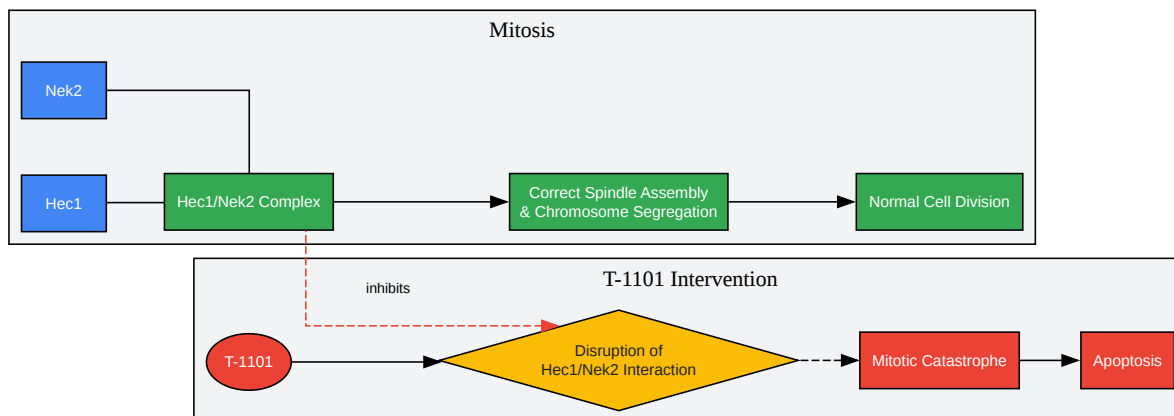 Mitosis
Nek2
Hec1
Hec1/Nek2 Complex
Correct Spindle Assembly
& Chromosome Segregation
Normal Cell Division
T-1101 Intervention
inhibits
T-1101
Disruption of
Hec1/Nek2 Interaction
Mitotic Catastrophe
Apoptosis